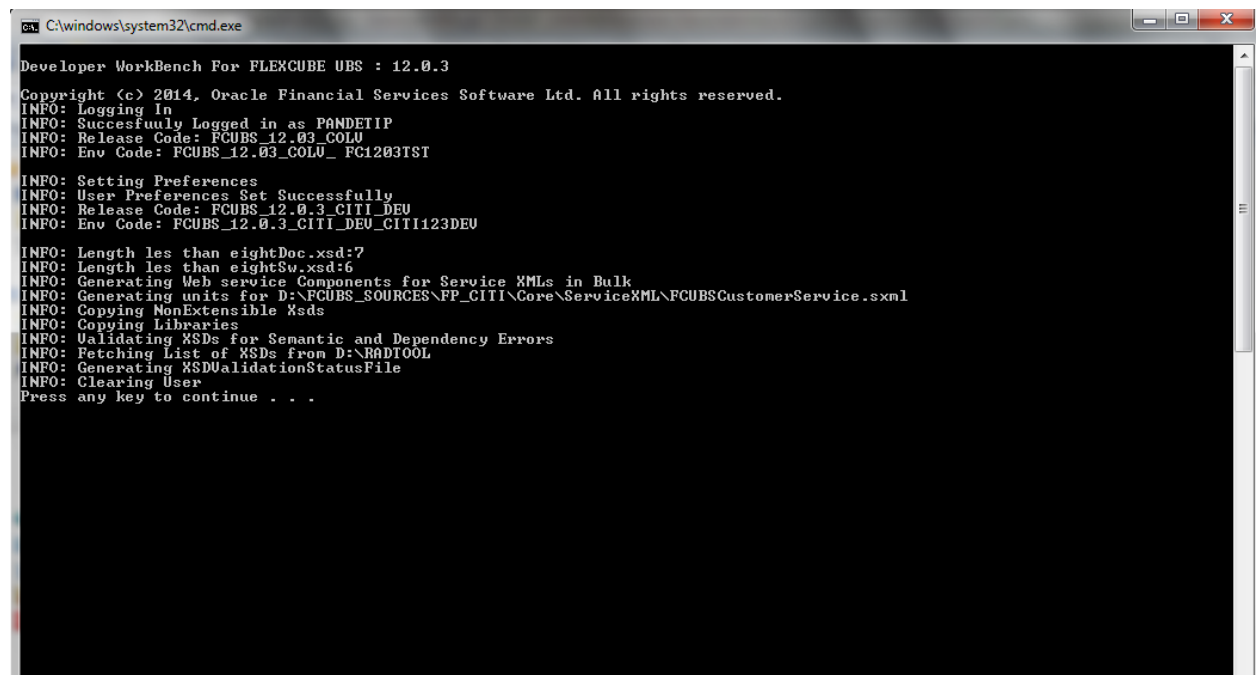 C:\windows\system32\cmd.exe
Developer WorkBench For FLEXCUBE UBS : 12.0.3
Copyright (c) 2014, Oracle Financial Services Software Ltd. All rights reserved.
INFO: Logging In
INFO: Succesfuuly Logged in as PANDETIP
INFO: Release Code: FCUBS_12.03_COLV
INFO: Env Code: FCUBS_12.03_COLV_ FC1203TST
INFO: Setting Preferences
INFO: User Preferences Set Successfully
INFO: Release Code: FCUBS_12.0.3_CITI_DEV
INFO: Env Code: FCUBS_12.0.3_CITI_DEV_CITI123DEV
INFO: Length les than eightDoc.xsd:7
INFO: Length les than eightSw.xsd:6
INFO: Generating Web service Components for Service XMLs in Bulk
INFO: Generating units for D:\FCUBS_SOURCES\FP_CITI\Core\ServiceXML\FCUBSCustomerService.sxml
INFO: Copying NonExtensible Xsds
INFO: Copying Libraries
INFO: Validating XSDs for Semantic and Dependency Errors
INFO: Fetching List of XSDs from D:\RADTOOL
INFO: Generating XSDValidationStatusFile
INFO: Clearing User
Press any key to continue . . .